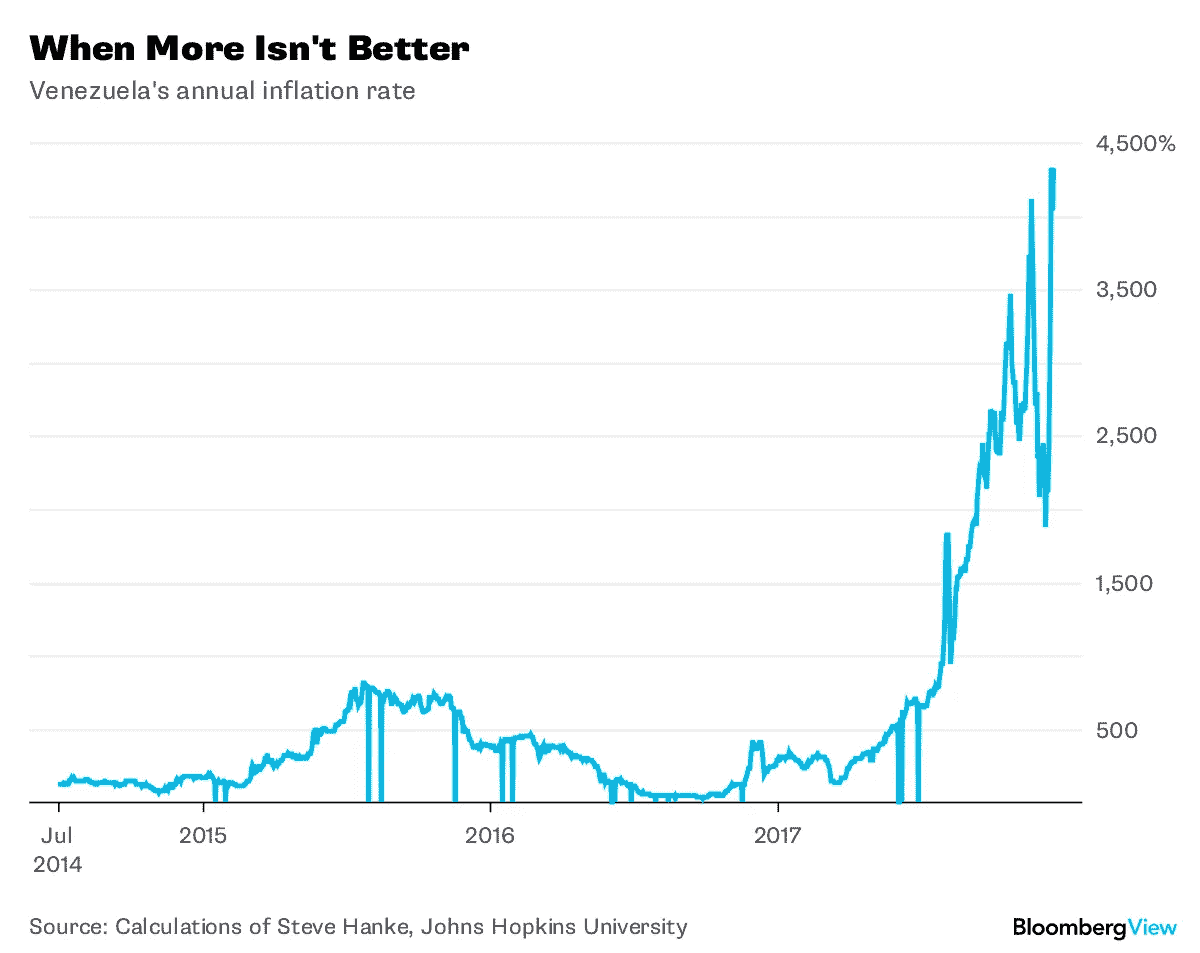 When More Isn't Better
Venezuela's annual inflation rate
4,500%
3,500
2,500
1,500
500
Jul 2015 2016 2017
2014
Source: Calculations of Steve Hanke, Johns Hopkins University BloombergView